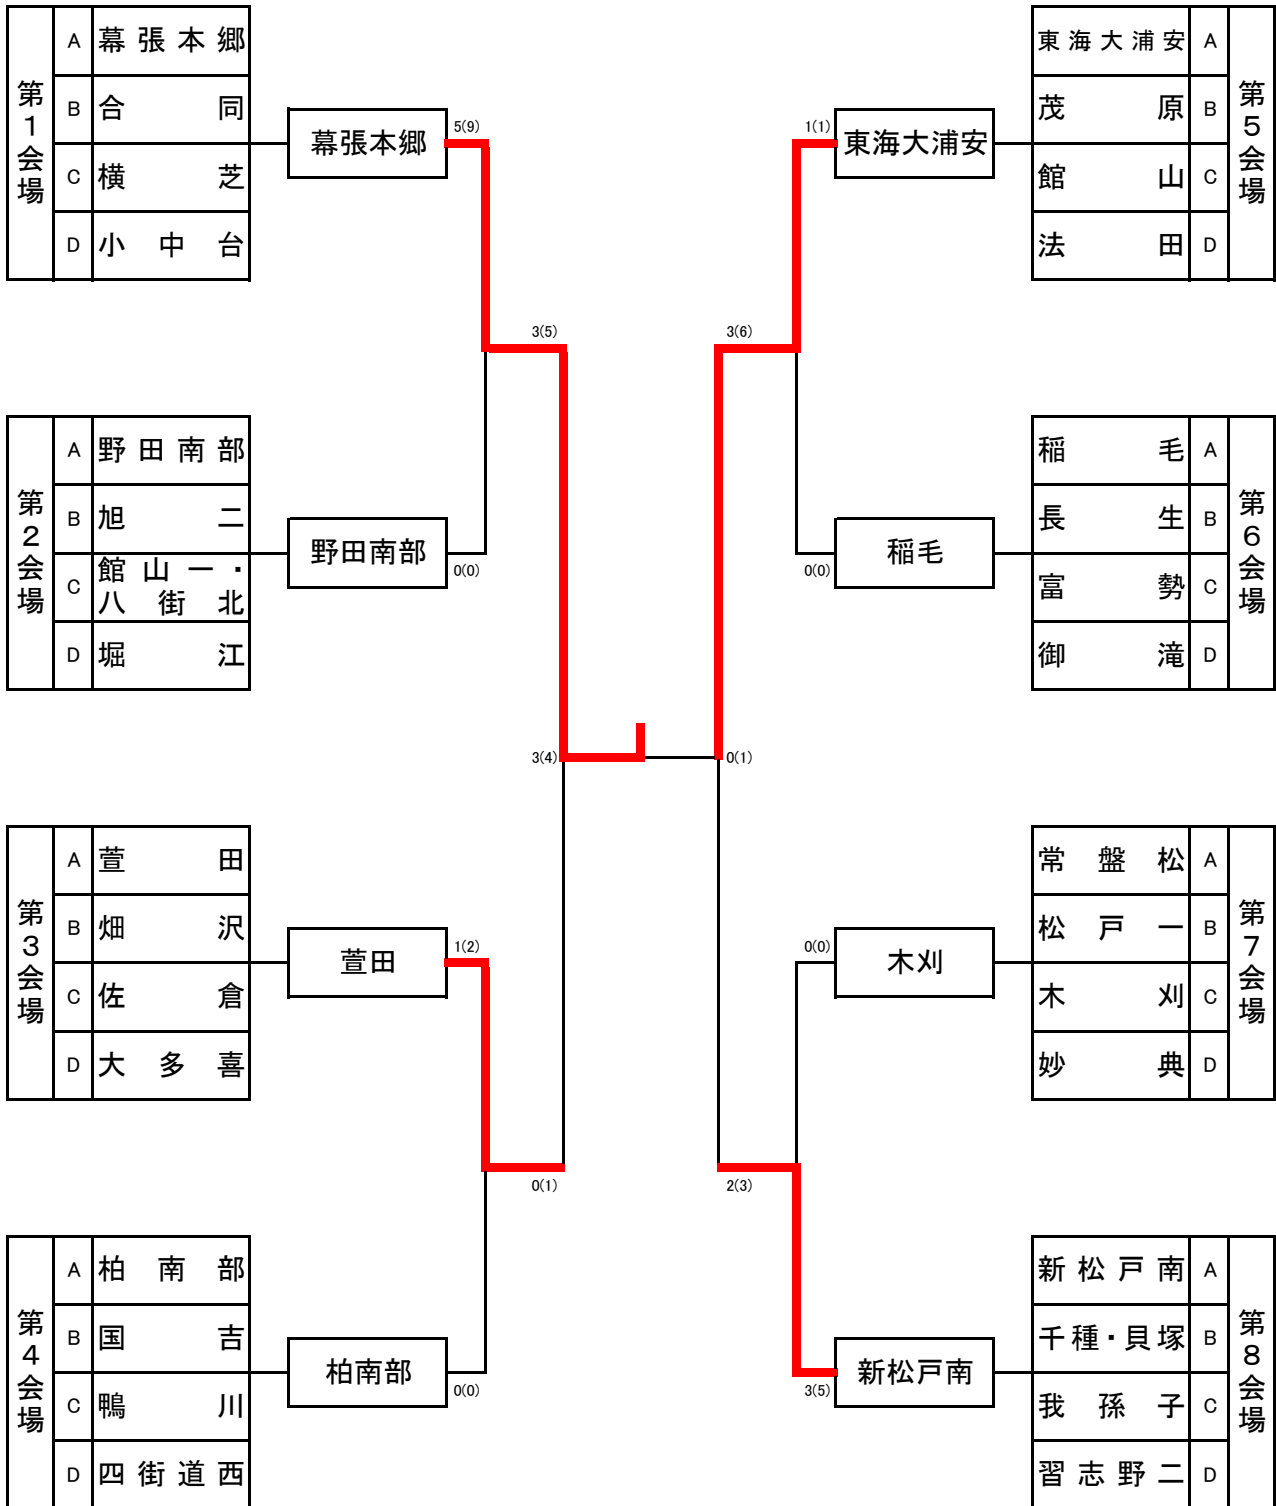 第1会場
A 幕張本郷
B 合同
C 横芝
D 小中台
幕張本郷
5(9)
第2会場
A 野田南部
B 旭二
C 館山一・
八街北
D 堀江
野田南部
0(0)
3(5)
第3会場
A 萱田
B 畑沢
C 佐倉
D 大多喜
萱田
1(2)
第4会場
A 柏南部
B 国吉
C 鴨川
D 四街道西
柏南部
0(0)
0(1)
3(4)
0(1)
東海大浦安 A
茂原 B
館山 C
法田 D
第5会場
東海大浦安
1(1)
稲毛 A
長生 B
富勢 C
御滝 D
第6会場
稲毛
0(0)
3(6)
常盤松 A
松戸一 B
木刈 C
妙典 D
第7会場
木刈
0(0)
新松戸南 A
千種・貝塚 B
我孫子 C
習志野二 D
第8会場
新松戸南
3(5)
2(3)